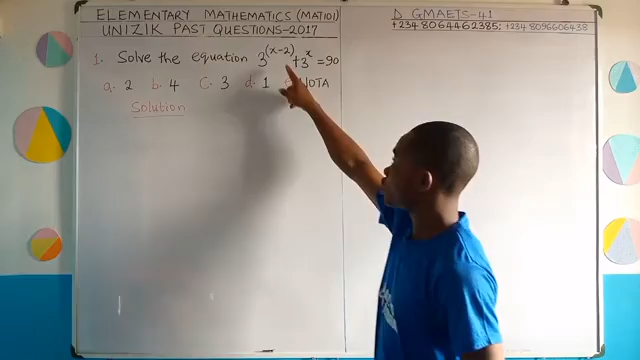 ELEMENTARY MATHEMATICS (MAT101)
UNIZIK PAST QUESTIONS-2017
1. Solve the equation 3^(x-2) + 3^x = 90
a. 2 b. 4 c. 3 d. 1 NOTA
Solution
D GMAETS-41
+234 8064462385; +234 8096606438